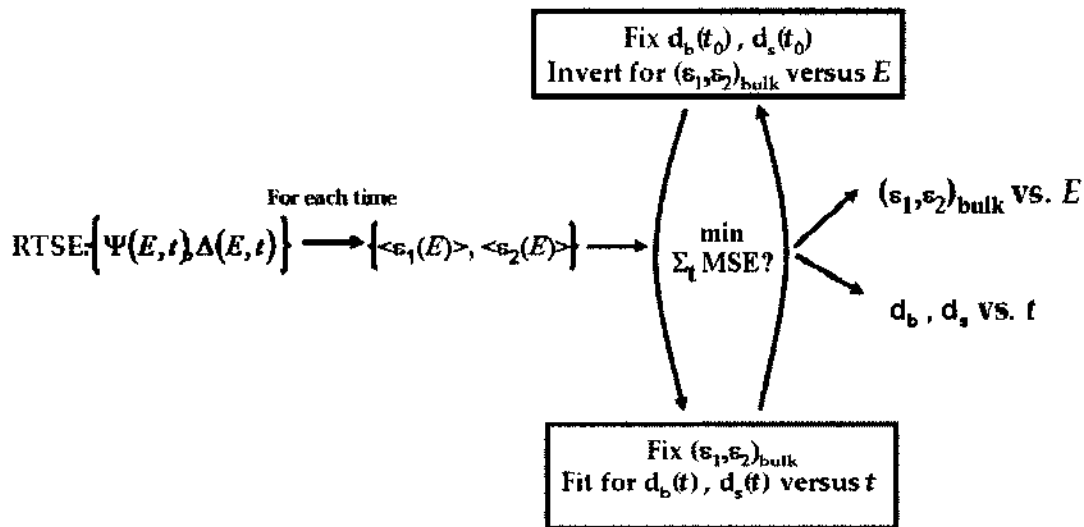 Fix d_b(t_0) , d_s(t_0)
Invert for (ε_1,ε_2)_bulk versus E
For each time
RTSE:{Ψ(E,t),Δ(E,t)}
{<ε_1(E)>, <ε_2(E)>}
min
Σ_t MSE?
(ε_1,ε_2)_bulk vs. E
d_b , d_s vs. t
Fix (ε_1,ε_2)_bulk
Fit for d_b(t) , d_s(t) versus t